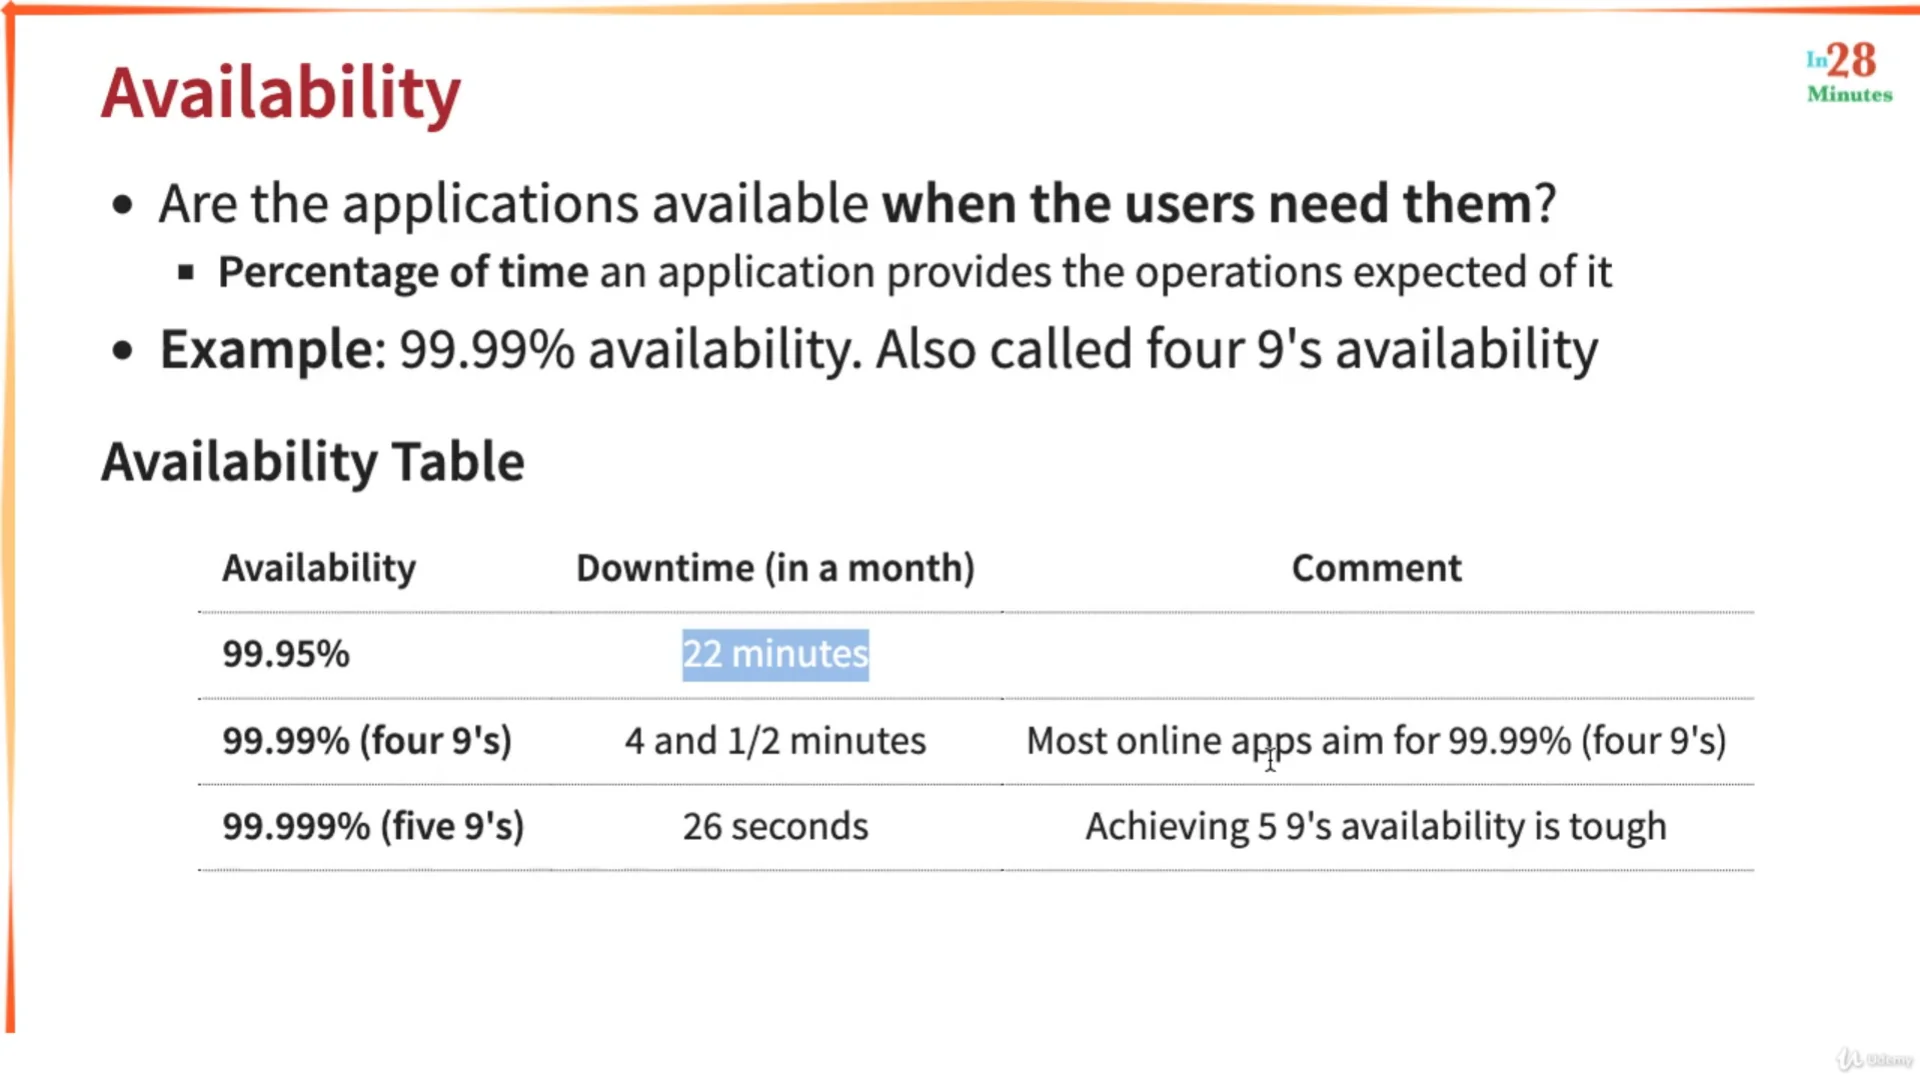 Availability
In28
Minutes
• Are the applications available when the users need them?
▪ Percentage of time an application provides the operations expected of it
• Example: 99.99% availability. Also called four 9's availability
Availability Table
Availability Downtime (in a month) Comment
99.95% 22 minutes
99.99% (four 9's) 4 and 1/2 minutes Most online apps aim for 99.99% (four 9's)
99.999% (five 9's) 26 seconds Achieving 5 9's availability is tough
Udemy